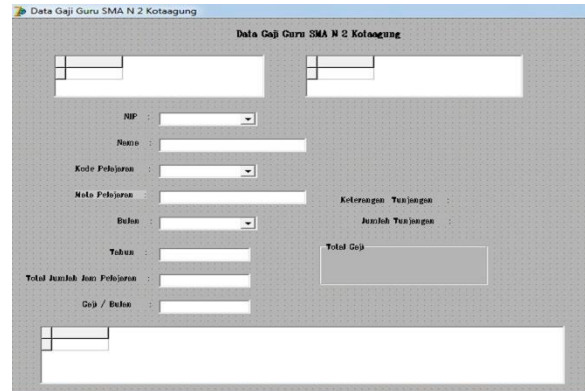 Data Gaji Guru SMA N 2 Kotaagung
Data Gaji Guru SMA N 2 Kotaagung
NIP :
Nama :
Kode Pelajaran :
Mata Pelajaran :
Keterangan Tunjangan :
Bulan :
Jumlah Tunjangan :
Tahun :
Total Gaji
Total Jumlah Jam Pelajaran :
Gaji / Bulan :